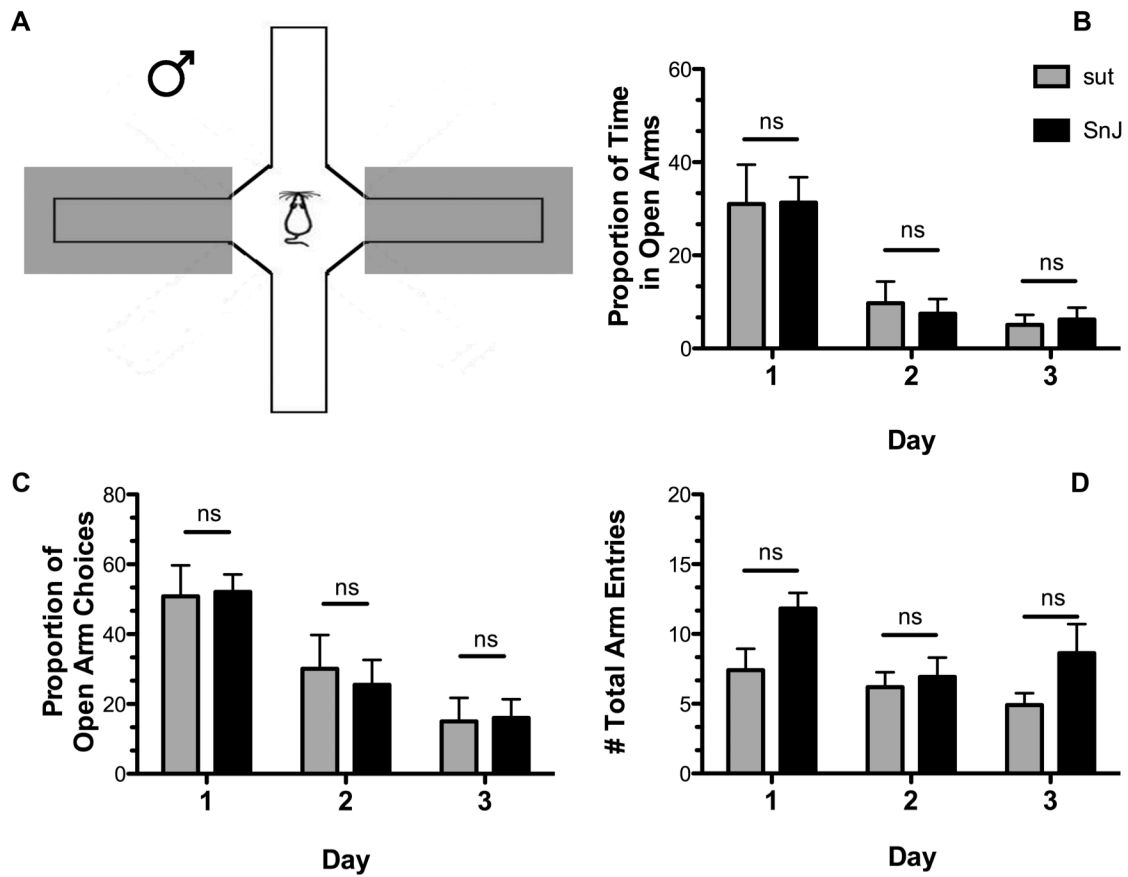 A
♂
B
sut
SnJ
Proportion of Time
in Open Arms
60
40
20
0
ns
ns
ns
1
2
3
Day
C
Proportion of
Open Arm Choices
80
60
40
20
0
ns
ns
ns
1
2
3
Day
D
# Total Arm Entries
20
15
10
5
0
ns
ns
ns
1
2
3
Day